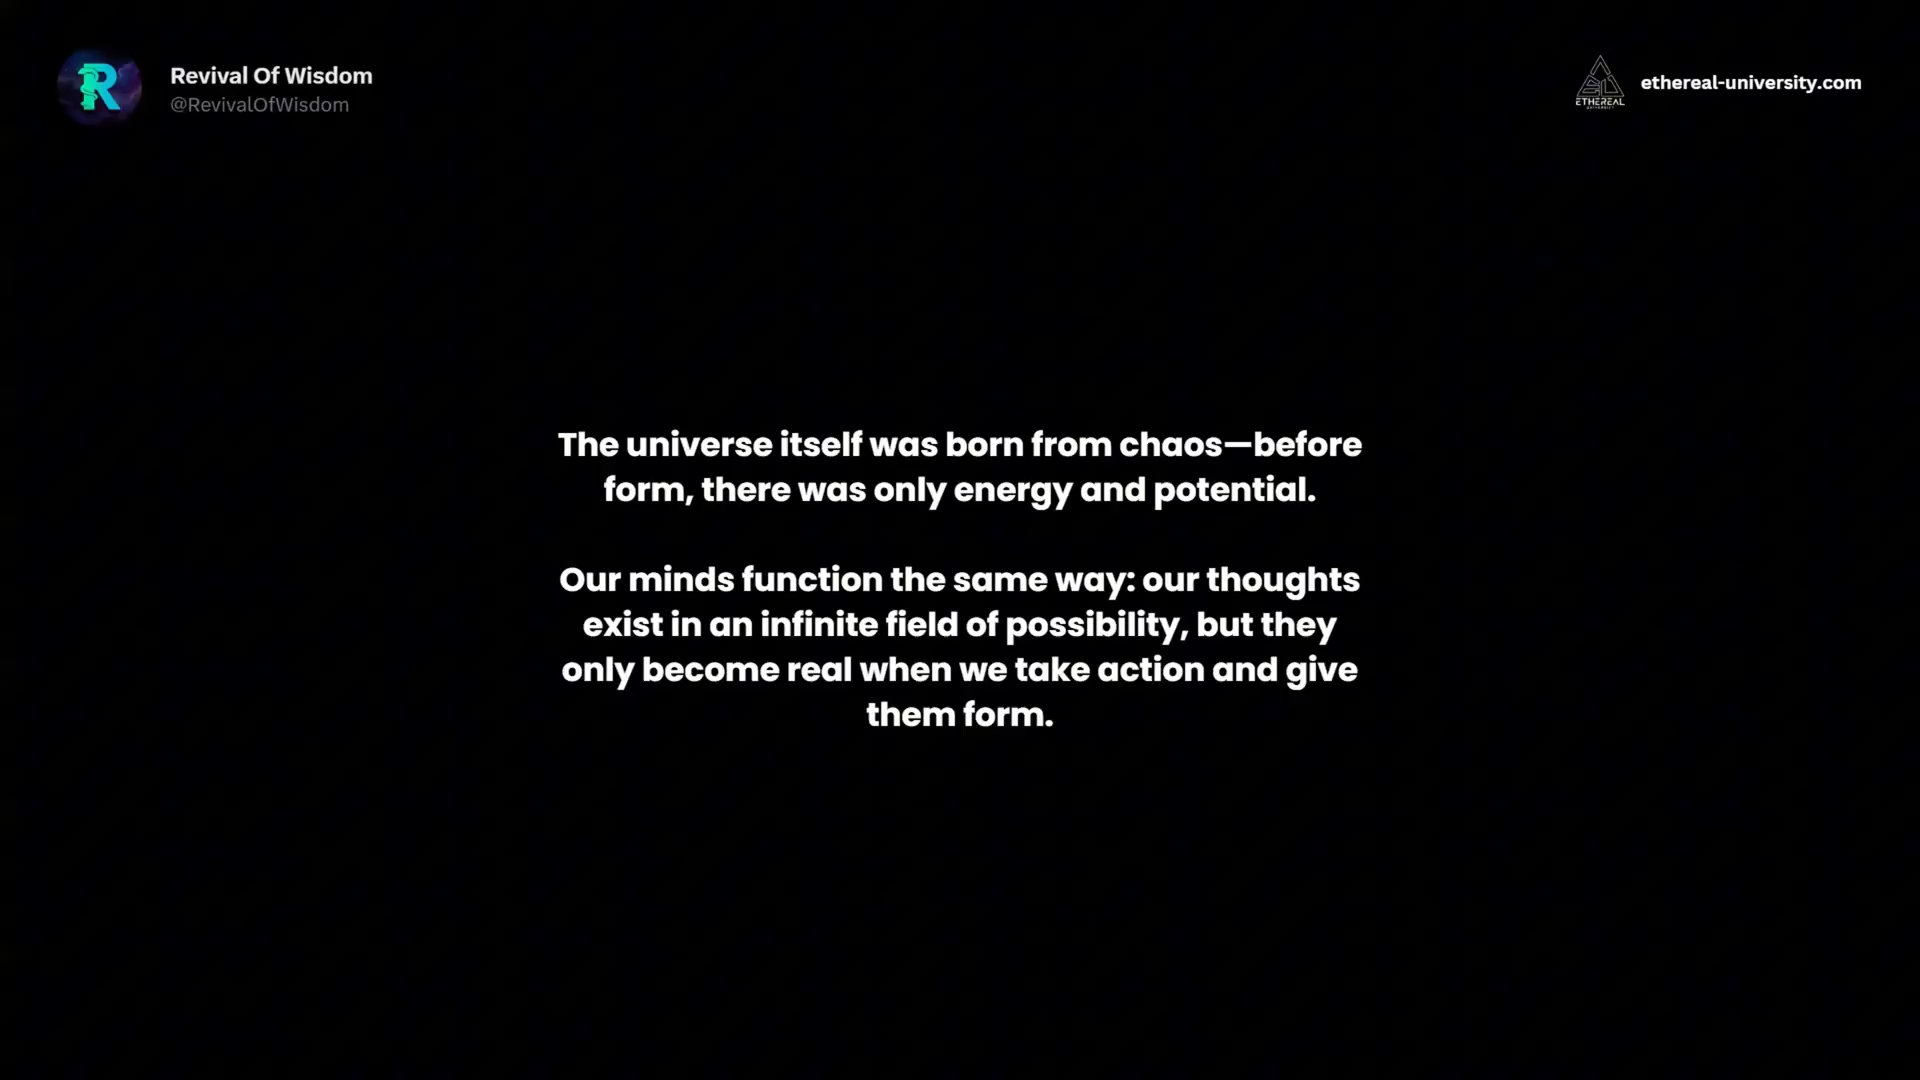 Revival Of Wisdom
@RevivalOfWisdom
ETHEREAL
UNIVERSITY
ethereal-university.com
The universe itself was born from chaos—before
form, there was only energy and potential.
Our minds function the same way: our thoughts
exist in an infinite field of possibility, but they
only become real when we take action and give
them form.